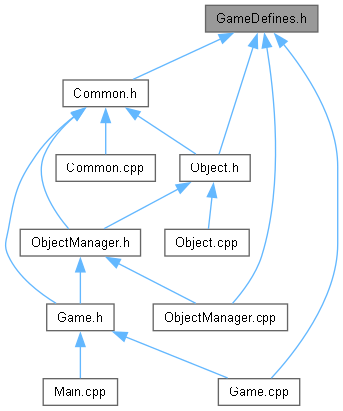 GameDefines.h
Common.h
Common.cpp
Object.h
ObjectManager.h
Object.cpp
Game.h
ObjectManager.cpp
Main.cpp
Game.cpp